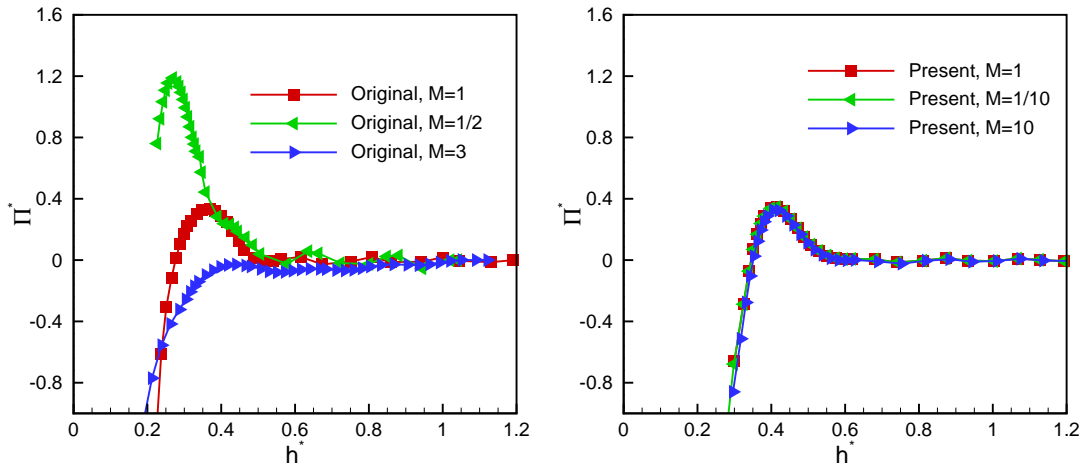 1.6
1.2
0.8
0.4
0
-0.4
-0.8
0 0.2 0.4 0.6 0.8 1 1.2
Π*
h*
Original, M=1
Original, M=1/2
Original, M=3
1.6
1.2
0.8
0.4
0
-0.4
-0.8
0 0.2 0.4 0.6 0.8 1 1.2
Π*
h*
Present, M=1
Present, M=1/10
Present, M=10